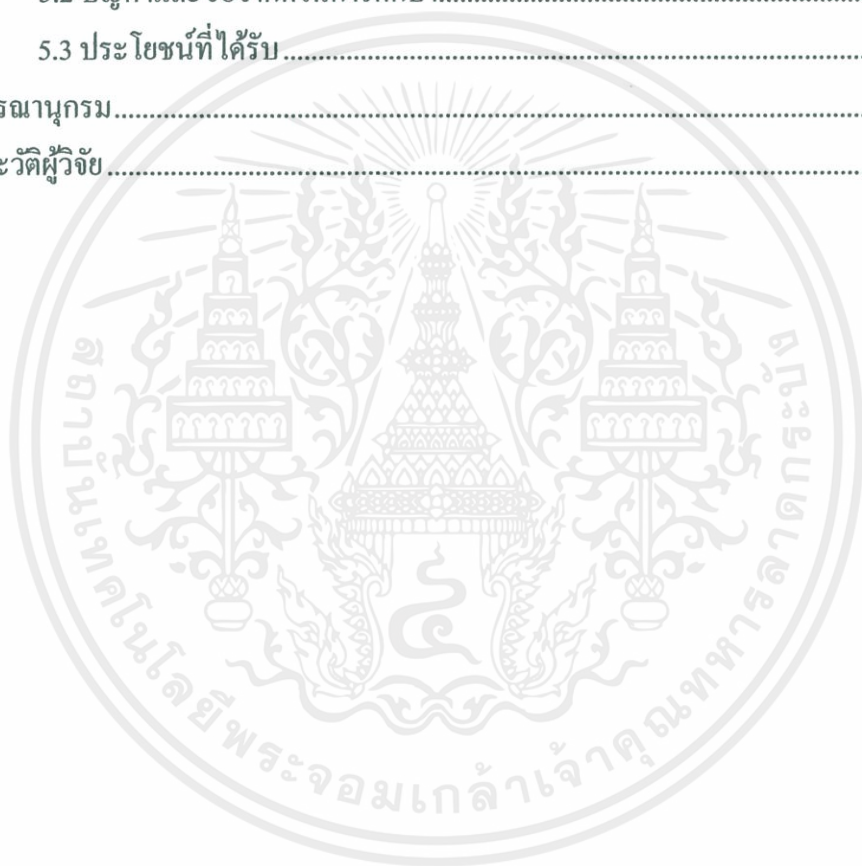 5.3 ประโยชน์ที่ได้รับ
รณานุกรม
ะวัติผู้วิจัย
สถาบันเทคโนโลยีพระจอมเกล้าเจ้าคุณทหารลาดกระบัง
๔